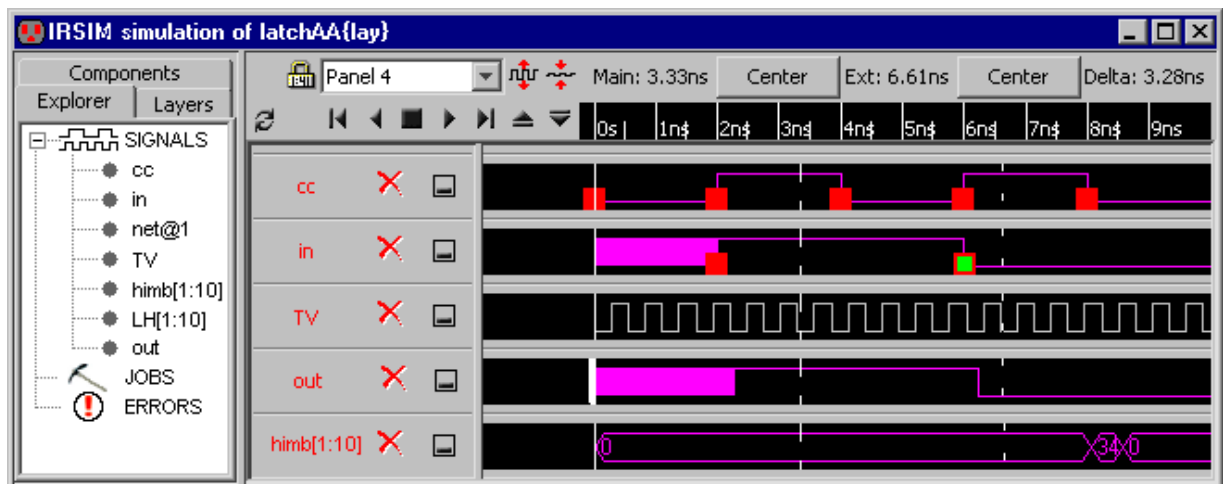 IRSIM simulation of latchAA{lay}
Components
Explorer Layers
SIGNALS
cc
in
net@1
TV
himb[1:10]
LH[1:10]
out
JOBS
ERRORS
Panel 4 Main: 3.33ns Center Ext: 6.61ns Center Delta: 3.28ns
0s 1ns 2ns 3ns 4ns 5ns 6ns 7ns 8ns 9ns
cc
in
TV
out
himb[1:10] 0 34 0